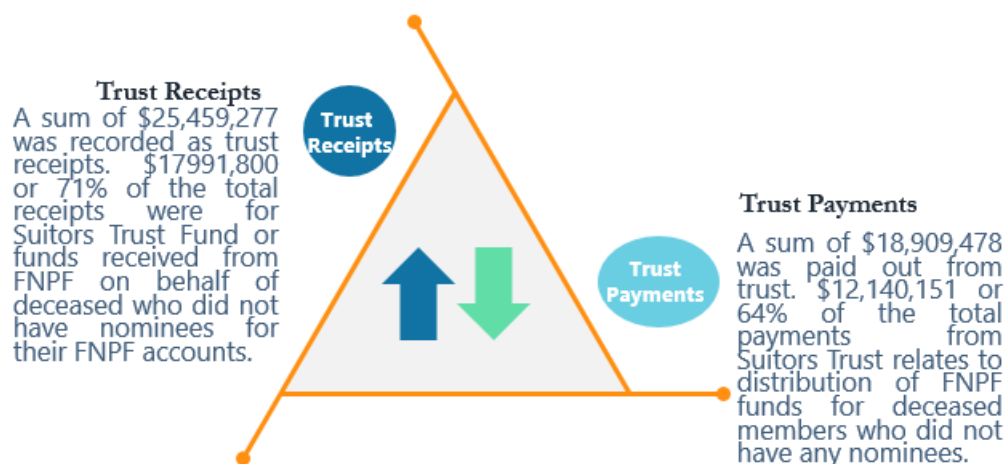 Trust Receipts
A sum of $25,459,277
was recorded as trust
receipts. $17991,800
or 71% of the total
receipts were for
Suitors Trust Fund or
funds received from
FNPF on behalf of
deceased who did not
have nominees for
their FNPF accounts.
Trust
Receipts
Trust
Payments
Trust Payments
A sum of $18,909,478
was paid out from
trust. $12,140,151 or
64% of the total
payments from
Suitors Trust relates to
distribution of FNPF
funds for deceased
members who did not
have any nominees.